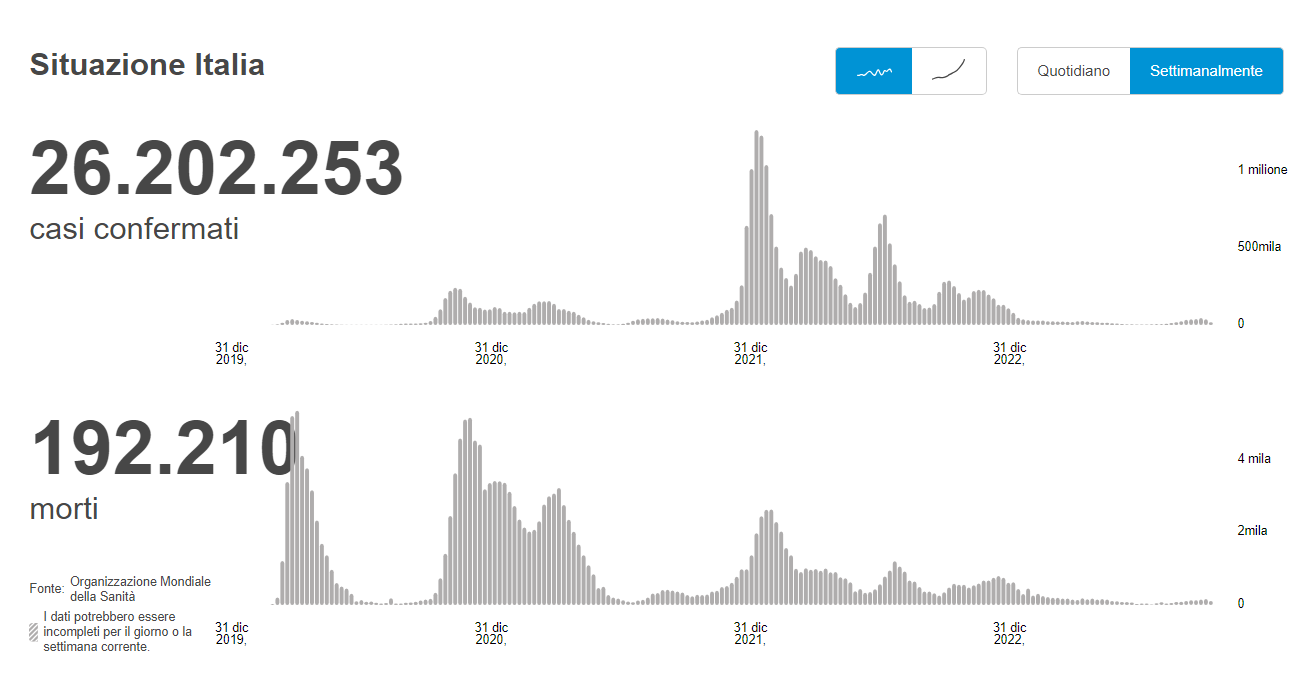 Situazione Italia
Quotidiano
Settimanalmente
26.202.253
casi confermati
1 milione
500mila
0
31 dic
2019,
31 dic
2020,
31 dic
2021,
31 dic
2022,
192.210
morti
4 mila
2mila
0
Fonte: Organizzazione Mondiale
della Sanità
I dati potrebbero essere
incompleti per il giorno o la
settimana corrente.
31 dic
2019,
31 dic
2020,
31 dic
2021,
31 dic
2022,